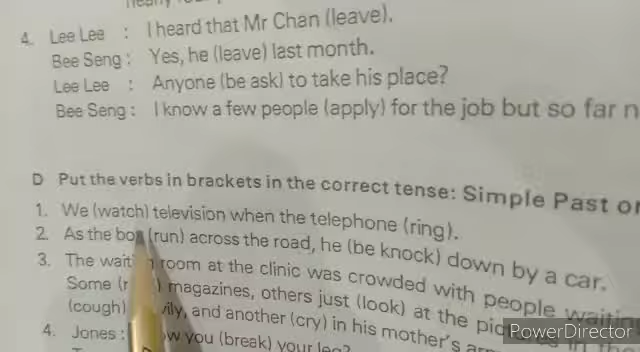 4. Lee Lee : I heard that Mr Chan (leave).
Bee Seng : Yes, he (leave) last month.
Lee Lee : Anyone (be ask) to take his place?
Bee Seng : I know a few people (apply) for the job but so far
D Put the verbs in brackets in the correct tense: Simple Past or
1. We (watch) television when the telephone (ring).
2. As the (run) across the road, he (be knock) down by a car.
3. The room at the clinic was crowded with people
Some magazines, others just (look) at the
(cough) and another (cry) in his mother's
4. Jones : you (break) your leg?
PowerDirector